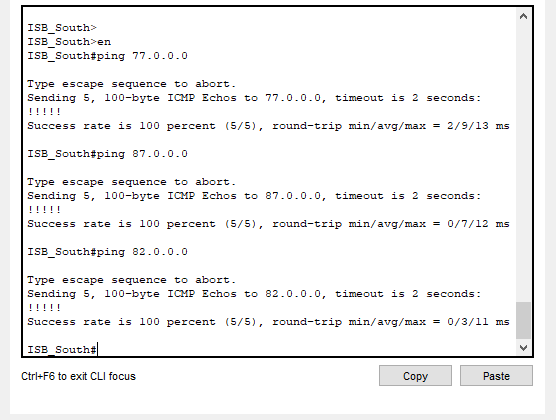 ISB_South>
ISB_South>en
ISB_South#ping 77.0.0.0
Type escape sequence to abort.
Sending 5, 100-byte ICMP Echos to 77.0.0.0, timeout is 2 seconds:
!!!!!
Success rate is 100 percent (5/5), round-trip min/avg/max = 2/9/13 ms
ISB_South#ping 87.0.0.0
Type escape sequence to abort.
Sending 5, 100-byte ICMP Echos to 87.0.0.0, timeout is 2 seconds:
!!!!!
Success rate is 100 percent (5/5), round-trip min/avg/max = 0/7/12 ms
ISB_South#ping 82.0.0.0
Type escape sequence to abort.
Sending 5, 100-byte ICMP Echos to 82.0.0.0, timeout is 2 seconds:
!!!!!
Success rate is 100 percent (5/5), round-trip min/avg/max = 0/3/11 ms
ISB_South#
Ctrl+F6 to exit CLI focus
Copy
Paste